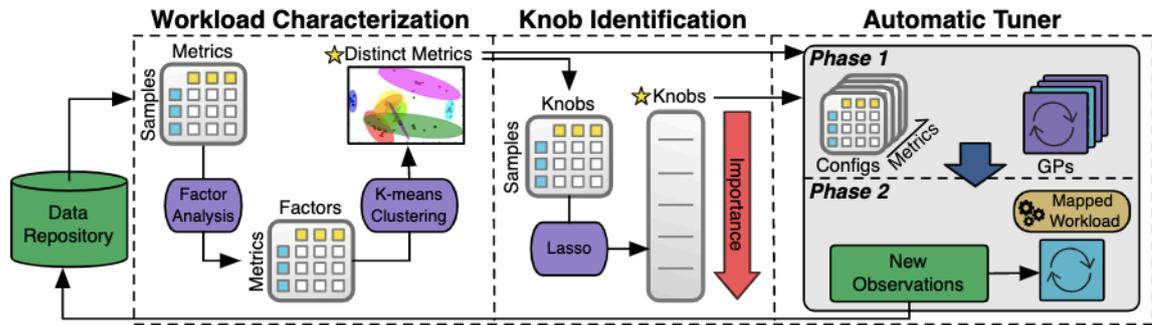 Workload Characterization
Knob Identification
Automatic Tuner
Metrics
Samples
Distinct Metrics
Factor
Analysis
K-means
Clustering
Factors
Metrics
Data
Repository
Knobs
Samples
Lasso
Knobs
Importance
Phase 1
Configs
Metrics
GPs
Phase 2
Mapped
Workload
New
Observations